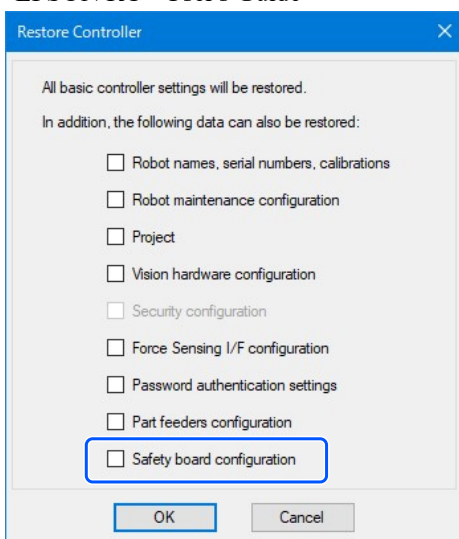 Restore Controller
All basic controller settings will be restored.
In addition, the following data can also be restored:
Robot names, serial numbers, calibrations
Robot maintenance configuration
Project
Vision hardware configuration
Security configuration
Force Sensing I/F configuration
Password authentication settings
Part feeders configuration
Safety board configuration
OK Cancel